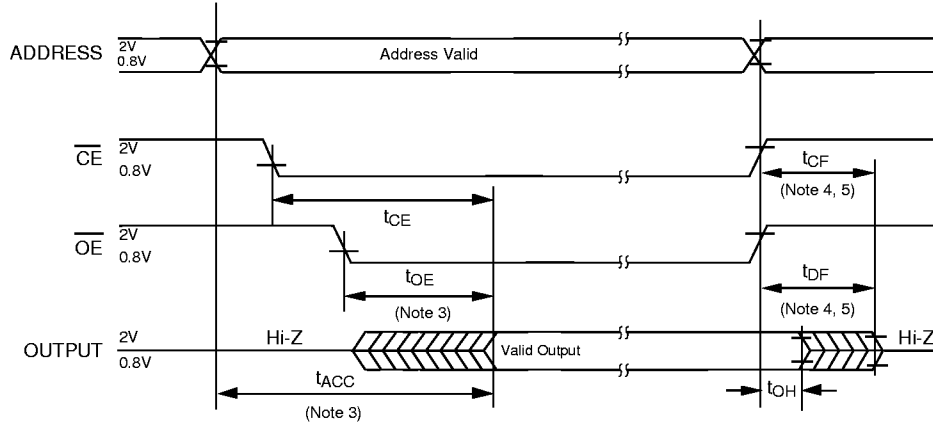 ADDRESS 2V Address Valid
0.8V
CE 2V tCF
0.8V (Note 4, 5)
tCE
OE 2V
0.8V tOE tDF
(Note 3) (Note 4, 5)
OUTPUT 2V Hi-Z Valid Output Hi-Z
0.8V
tACC tOH
(Note 3)